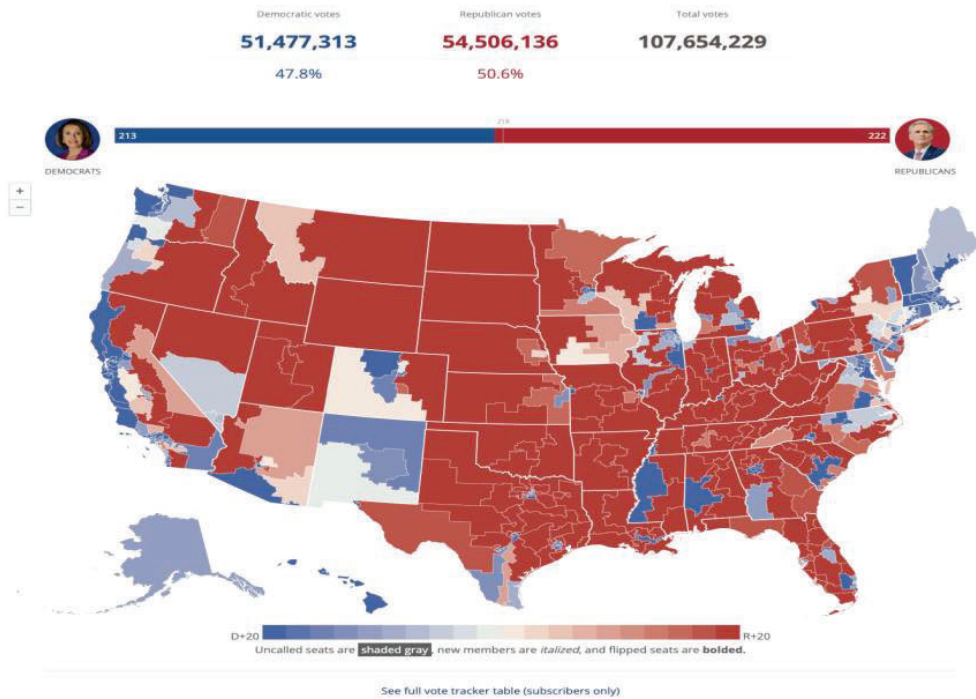 Democratic votes Republican votes Total votes
51,477,313 54,506,136 107,654,229
47.8% 50.6%
218
213 222
DEMOCRATS REPUBLICANS
+
−
D+20 R+20
Uncalled seats are shaded gray, new members are italized, and flipped seats are bolded.
See full vote tracker table (subscribers only)